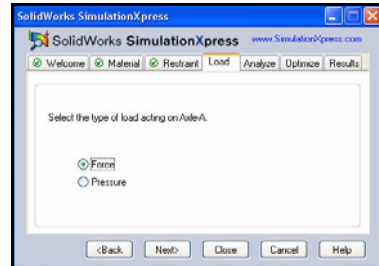 SolidWorks SimulationXpress
SolidWorks SimulationXpress www.SimulationXpress.com
Welcome Material Restraint Load Analyze Optimize Results
Select the type of load acting on Axle-A.
Force
Pressure
<Back Next> Close Cancel Help